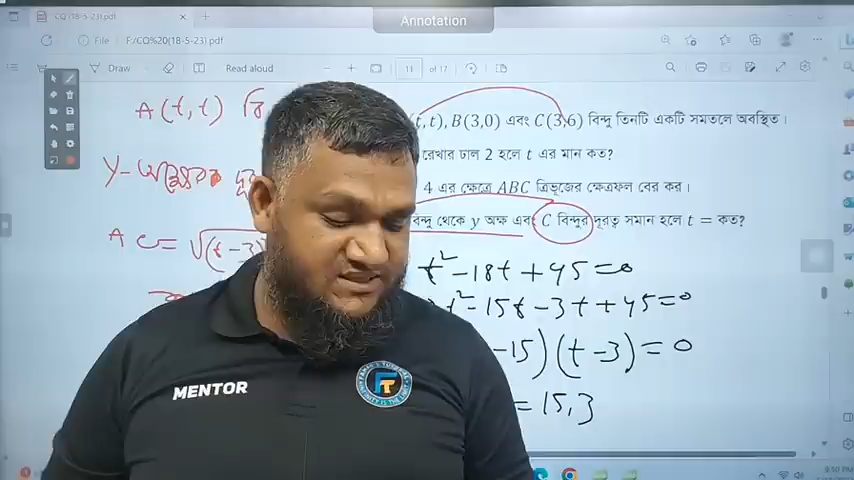 Annotation
CQ (18-5-23).pdf
File F:/CQ%20(18-5-23).pdf
Draw Read aloud 11 of 17
A(t,t)
,t), B(3,0) এবং C(3,6) বিন্দু তিনটি একটি সমতলে অবস্থিত।
রেখার ঢাল 2 হলে t এর মান কত?
4 এর ক্ষেত্রে ABC ত্রিভূজের ক্ষেত্রফল বের কর।
বিন্দু থেকে y অক্ষ এবং C বিন্দুর দূরত্ব সমান হলে t = কত?
AC = √(t-3)
t² - 18t + 45 = 0
t² - 15t - 3t + 45 = 0
-15) (t-3) = 0
= 15, 3
MENTOR
FT